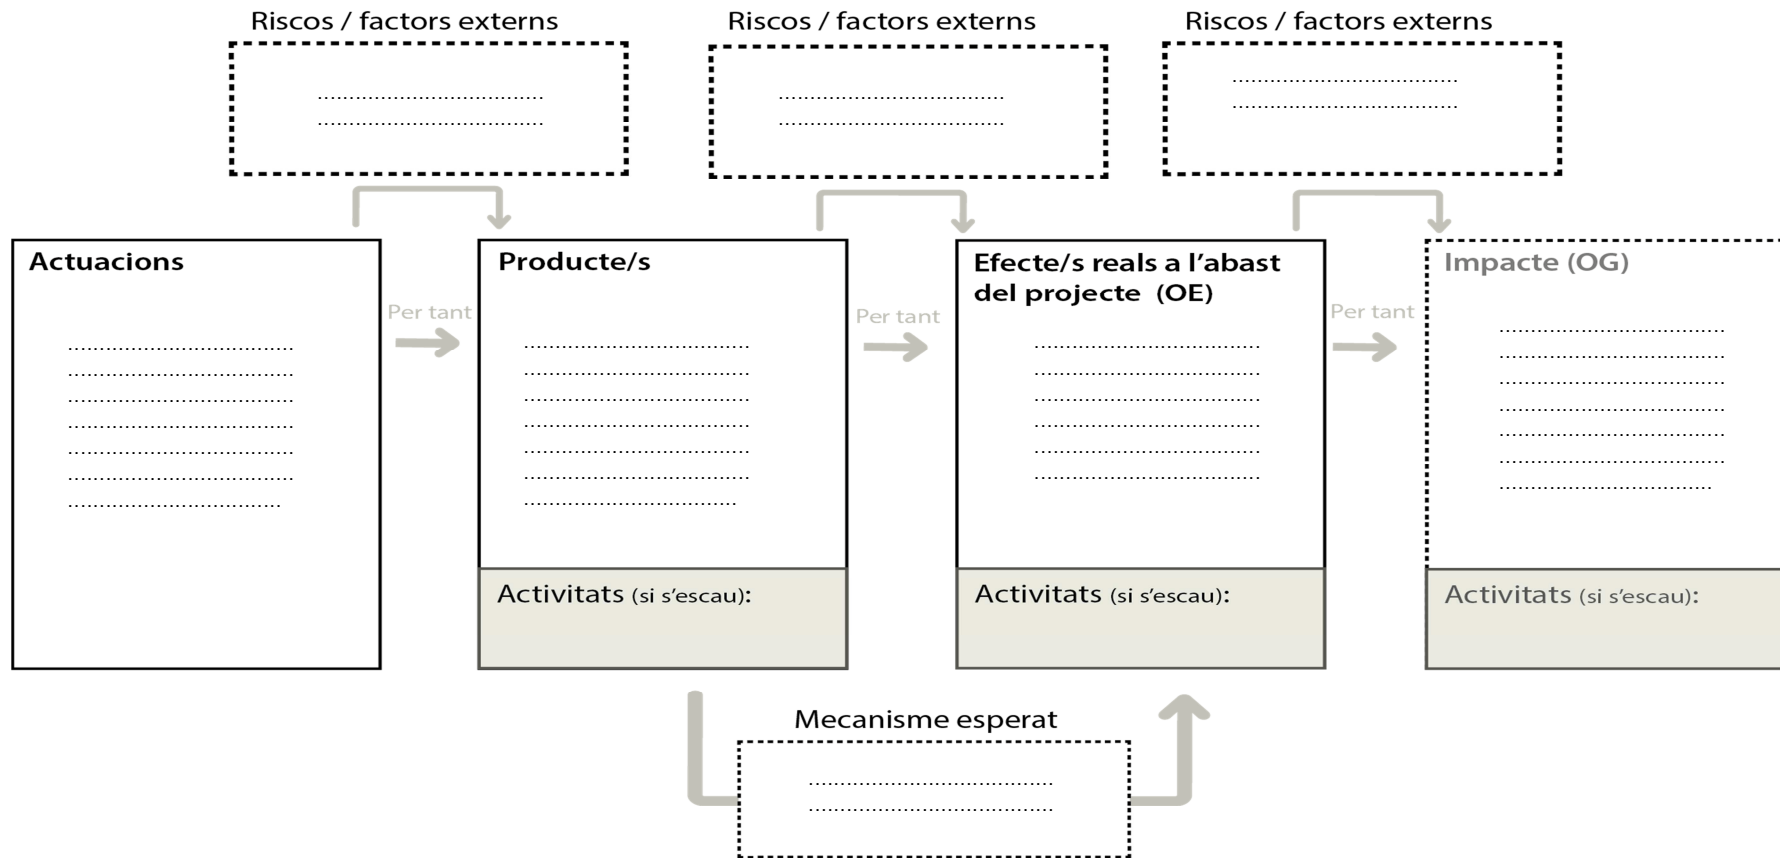 Riscos / factors externs
Riscos / factors externs
Riscos / factors externs
Actuacions
Per tant
Producte/s
Activitats (si s’escau):
Per tant
Efecte/s reals a l’abast
del projecte (OE)
Activitats (si s’escau):
Per tant
Impacte (OG)
Activitats (si s’escau):
Mecanisme esperat